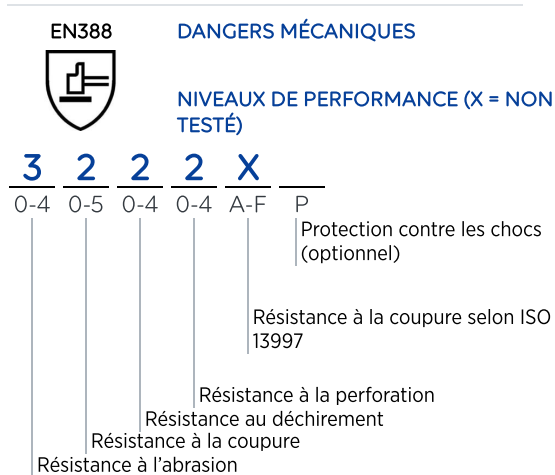 EN388
DANGERS MÉCANIQUES
NIVEAUX DE PERFORMANCE (X = NON
TESTÉ)
3 2 2 2 X
0-4 0-5 0-4 0-4 A-F P
Protection contre les chocs
(optionnel)
Résistance à la coupure selon ISO
13997
Résistance à la perforation
Résistance au déchirement
Résistance à la coupure
Résistance à l'abrasion